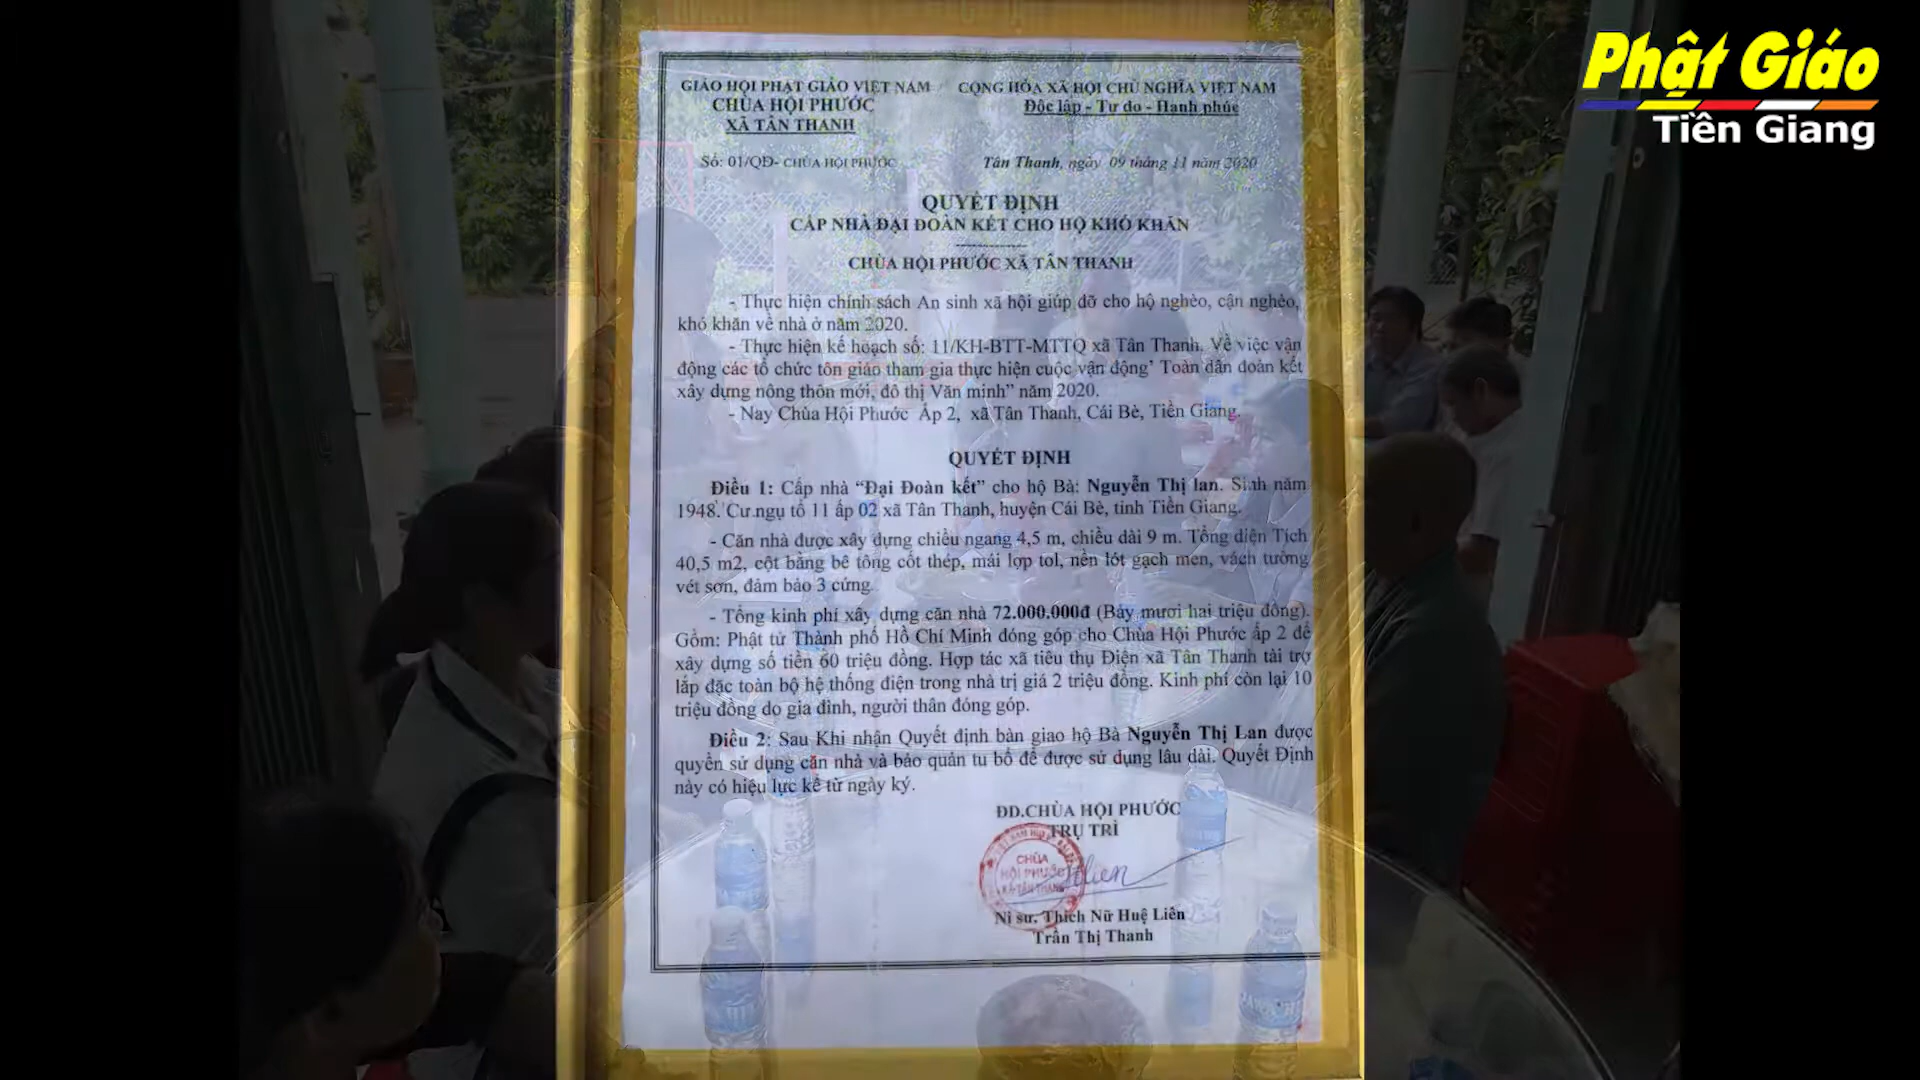 Phật Giáo
Tiền Giang
GIÁO HỘI PHẬT GIÁO VIỆT NAM
CHÙA HỘI PHƯỚC
XÃ TÂN THANH
CỘNG HÒA XÃ HỘI CHỦ NGHĨA VIỆT NAM
Độc lập - Tự do - Hạnh phúc
Số: 01/QĐ- CHÙA HỘI PHƯỚC
Tân Thanh, ngày 09 tháng 11 năm 2020
QUYẾT ĐỊNH
CẤP NHÀ ĐẠI ĐOÀN KẾT CHO HỘ KHÓ KHĂN
CHÙA HỘI PHƯỚC XÃ TÂN THANH
- Thực hiện chính sách An sinh xã hội giúp đỡ cho hộ nghèo, cận nghèo,
khó khăn về nhà ở năm 2020.
- Thực hiện kế hoạch số: 11/KH-BTT-MTTQ xã Tân Thanh. Về việc vận
động các tổ chức tôn giáo tham gia thực hiện cuộc vận động’ Toàn dân đoàn kết
xây dựng nông thôn mới, đô thị Văn minh” năm 2020.
- Nay Chùa Hội Phước Ấp 2, xã Tân Thanh, Cái Bè, Tiền Giang.
QUYẾT ĐỊNH
Điều 1: Cấp nhà “Đại Đoàn kết” cho hộ Bà: Nguyễn Thị lan. Sinh năm
1948. Cư ngụ tổ 11 ấp 02 xã Tân Thanh, huyện Cái Bè, tỉnh Tiền Giang.
- Căn nhà được xây dựng chiều ngang 4,5 m, chiều dài 9 m. Tổng diện Tịch
40,5 m2, cột bằng bê tông cốt thép, mái lợp tol, nền lót gạch men, vách tường
vét sơn, đảm bảo 3 cứng.
- Tổng kinh phí xây dựng căn nhà 72.000.000đ (Bảy mươi hai triệu đồng).
Gồm: Phật tử Thành phố Hồ Chí Minh đóng góp cho Chùa Hội Phước ấp 2 để
xây dựng số tiền 60 triệu đồng. Hợp tác xã tiêu thụ Điện xã Tân Thanh tài trợ
lắp đặc toàn bộ hệ thống điện trong nhà trị giá 2 triệu đồng. Kinh phí còn lại 10
triệu đồng do gia đình, người thân đóng góp.
Điều 2: Sau Khi nhận Quyết định bàn giao hộ Bà Nguyễn Thị Lan được
quyền sử dụng căn nhà và bảo quản tu bổ để được sử dụng lâu dài. Quyết Định
này có hiệu lực kể từ ngày ký.
ĐD.CHÙA HỘI PHƯỚC
TRỤ TRÌ
CHÙA
HỘI PHƯỚC
XÃ TÂN THANH
Ni sư. Thích Nữ Huệ Liên
Trần Thị Thanh